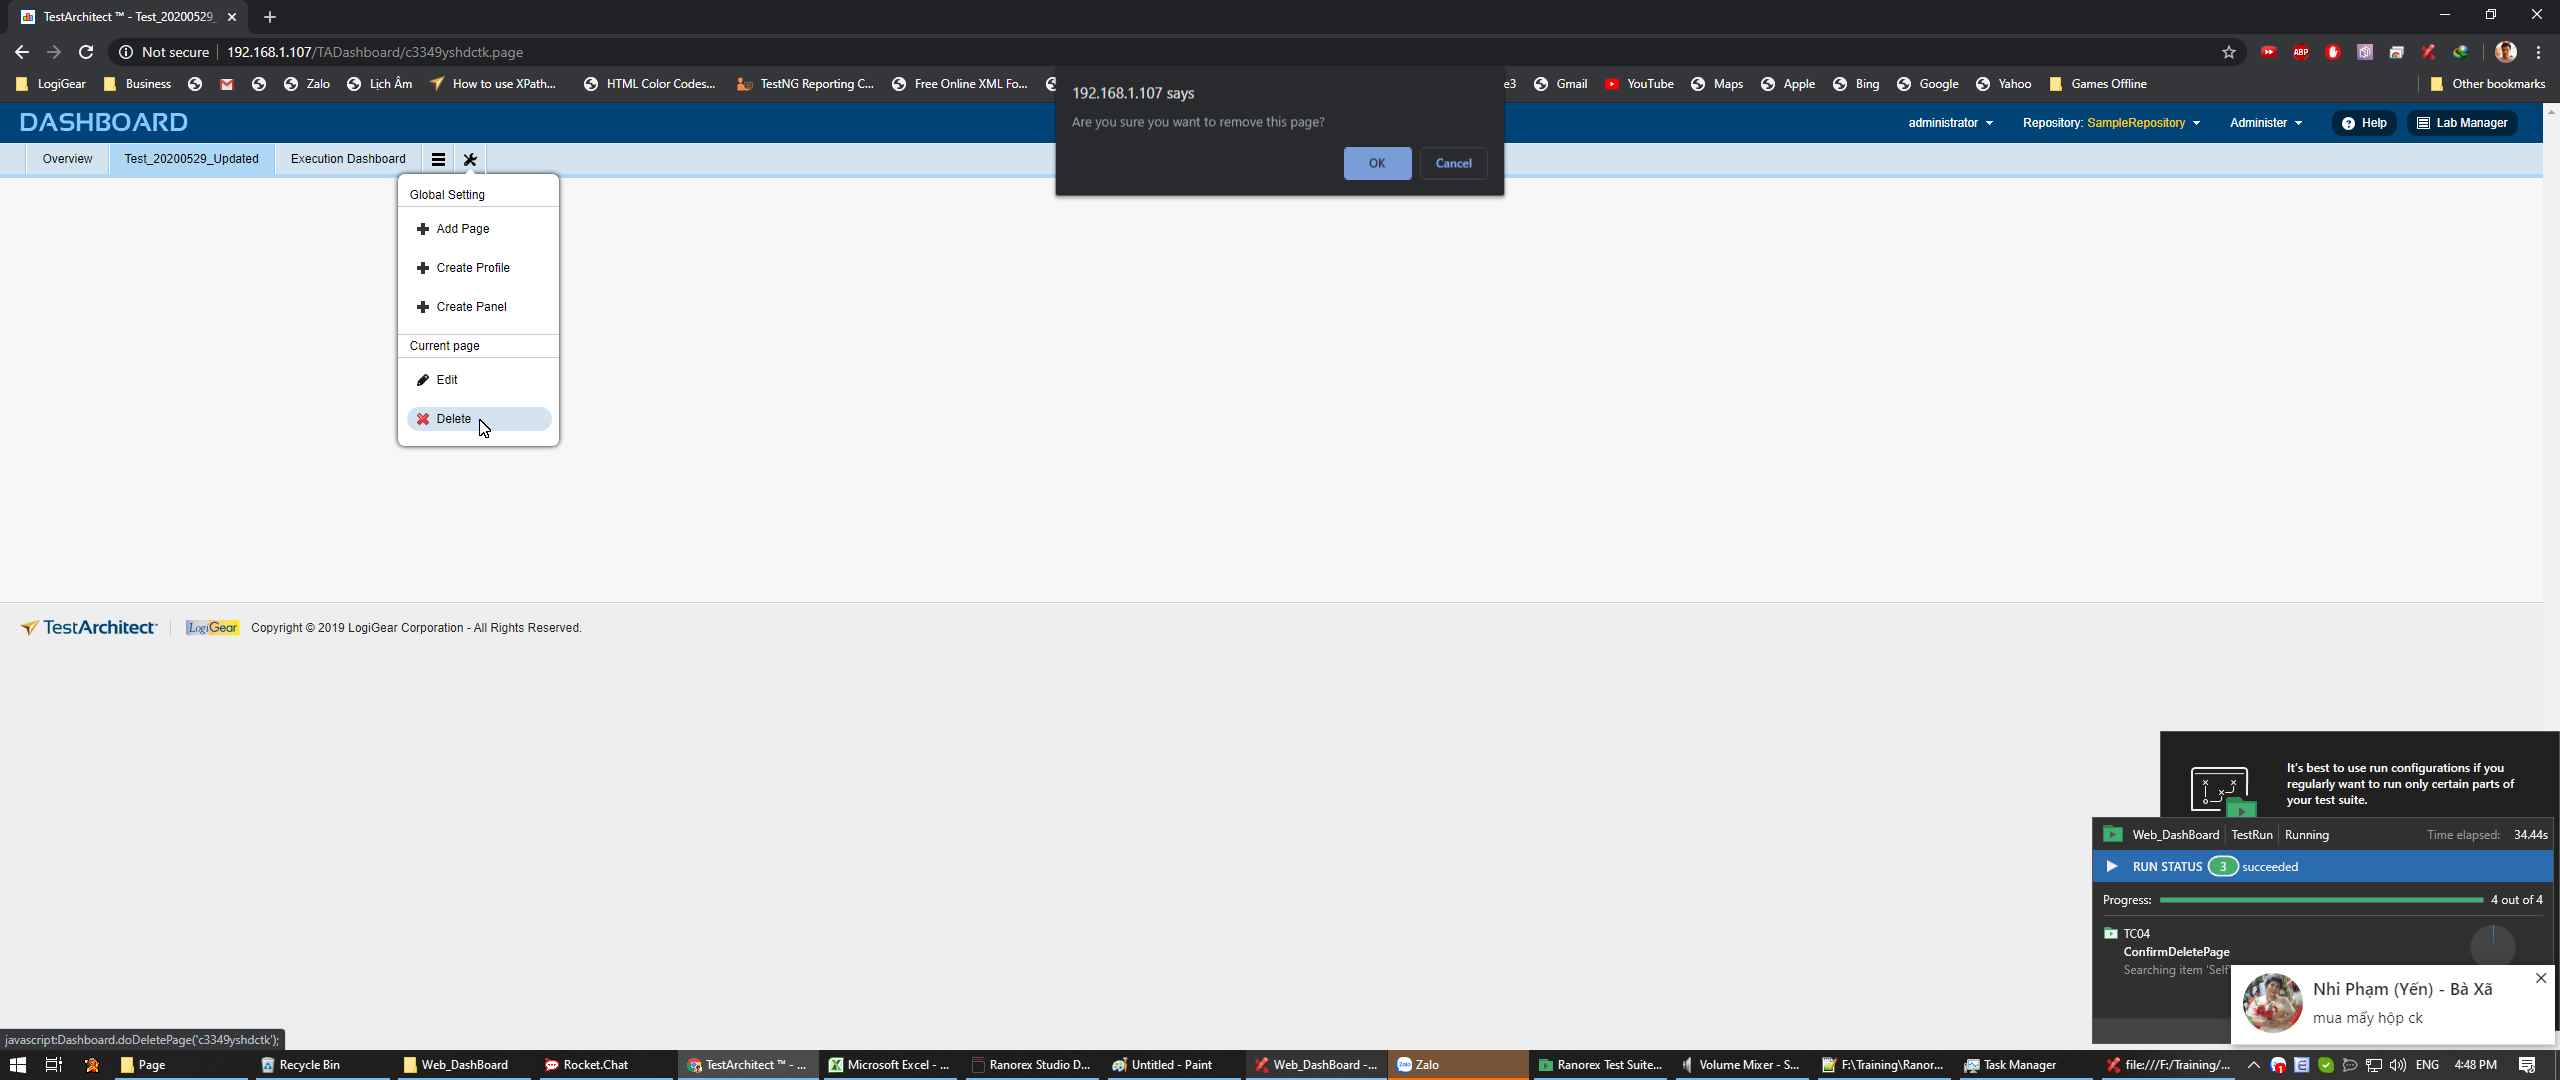 TestArchitect ™ - Test_20200529_
Not secure 192.168.1.107/TADashboard/c3349yshdctk.page
ABP
LogiGear Business Zalo Lịch Âm How to use XPath... HTML Color Codes... TestNG Reporting C... Free Online XML Fo... e3 Gmail YouTube Maps Apple Bing Google Yahoo Games Offline Other bookmarks
192.168.1.107 says
Are you sure you want to remove this page?
OK Cancel
DASHBOARD
administrator Repository: SampleRepository Administer Help Lab Manager
Overview Test_20200529_Updated Execution Dashboard
Global Setting
Add Page
Create Profile
Create Panel
Current page
Edit
Delete
TestArchitect™ LogiGear Copyright © 2019 LogiGear Corporation - All Rights Reserved.
It's best to use run configurations if you
regularly want to run only certain parts of
your test suite.
Web_DashBoard TestRun Running Time elapsed: 34.44s
RUN STATUS 3 succeeded
Progress: 4 out of 4
TC04
ConfirmDeletePage
Searching item 'Self
Nhi Phạm (Yến) - Bà Xã
mua mấy hộp ck
javascript:Dashboard.doDeletePage('c3349yshdctk');
Page Recycle Bin Web_DashBoard Rocket.Chat TestArchitect ™ - ... Microsoft Excel - ... Ranorex Studio D... Untitled - Paint Web_DashBoard -... Zalo Ranorex Test Suite... Volume Mixer - S... F:\Training\Ranor... Task Manager file:///F:/Training/... ENG 4:48 PM